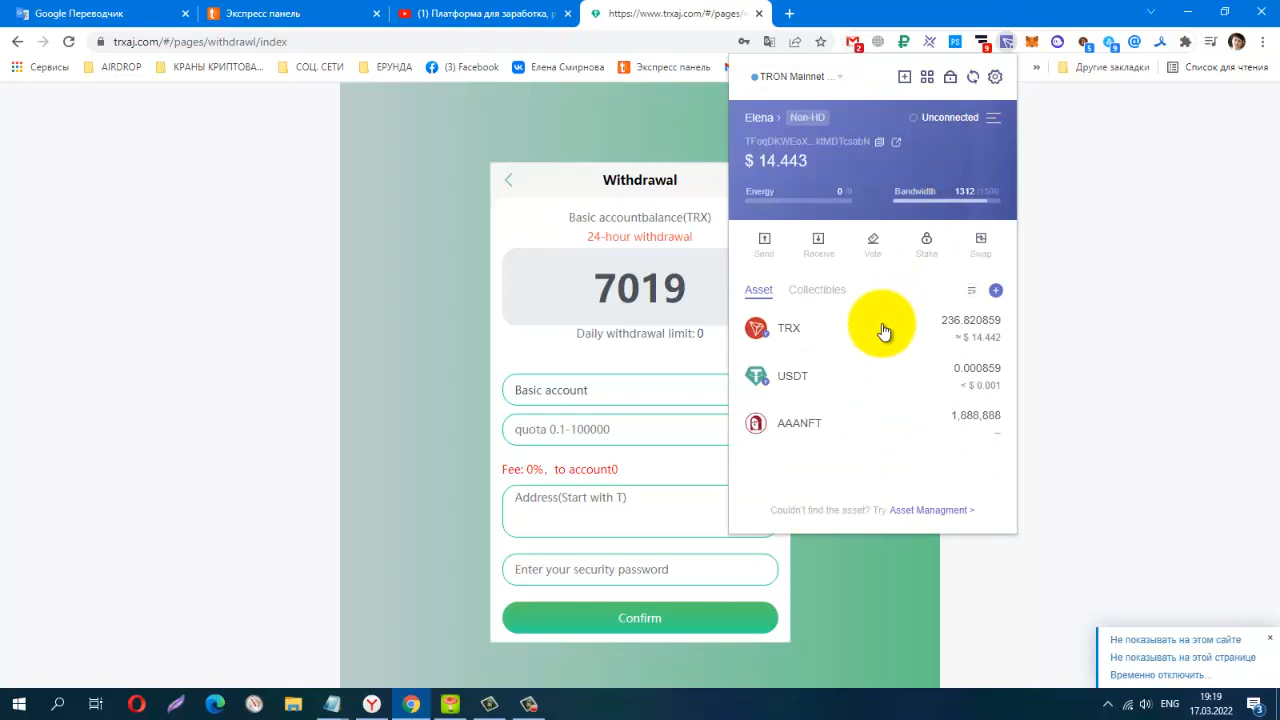 Google Переводчик
Экспресс панель
(1) Платформа для заработка, р
https://www.trxaj.com/#/pages/
trxaj.com/#/pages/withdrawl/index
Сервисы
AIRDROP
КРАНЫ КРИПТОВА...
СОЦ. СЕТИ
ЕРУНДА
(3) Facebook
Елена Смирнова
Экспресс панель
Другие закладки
Список для чтения
TRON Mainnet ...
Elena
Non-HD
Unconnected
TFoqDKWEoX...kttMDTcsabN
$ 14.443
Energy
0 /0
Bandwidth
1312 /1500
Send
Receive
Vote
Stake
Swap
Asset
Collectibles
TRX
236.820859
≈ $ 14.442
USDT
0.000859
< $ 0.001
AAANFT
1,888,888
--
Couldn't find the asset? Try Asset Managment >
Withdrawal
Basic accountbalance(TRX)
24-hour withdrawal
7019
Daily withdrawal limit: 0
Basic account
quota 0.1-100000
Fee: 0%, to account0
Address(Start with T)
Enter your security password
Confirm
Не показывать на этом сайте
Не показывать на этой странице
Временно отключить...
ENG
19:19
17.03.2022